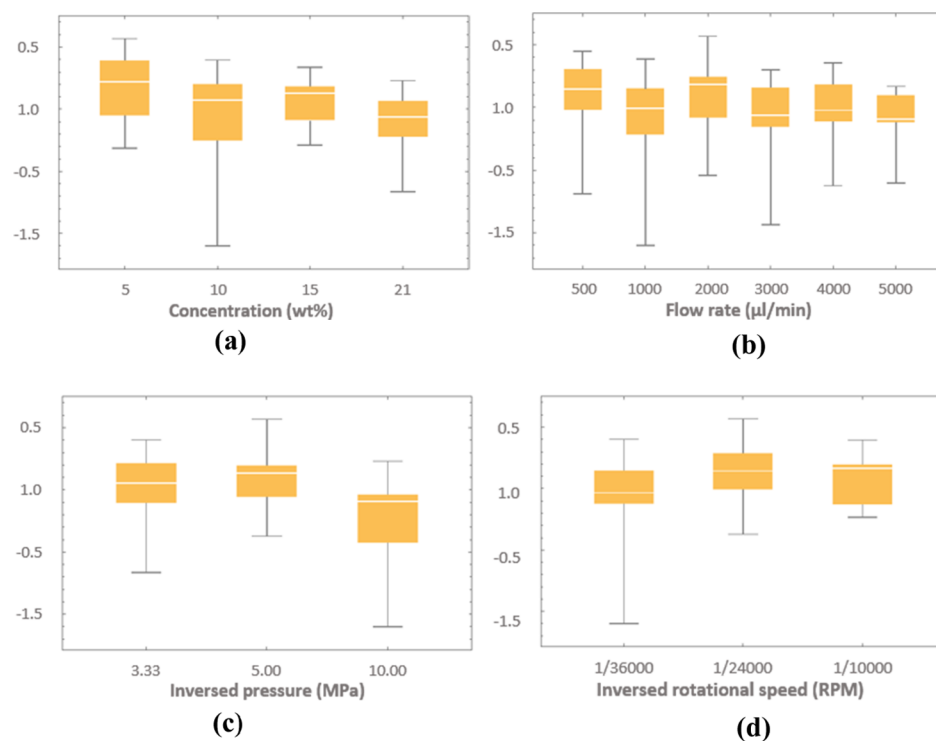 0.5
1.0
-0.5
-1.5
5 10 15 21
Concentration (wt%)
(a)
0.5
1.0
-0.5
-1.5
500 1000 2000 3000 4000 5000
Flow rate (µl/min)
(b)
0.5
1.0
-0.5
-1.5
3.33 5.00 10.00
Inversed pressure (MPa)
(c)
0.5
1.0
-0.5
-1.5
1/36000 1/24000 1/10000
Inversed rotational speed (RPM)
(d)